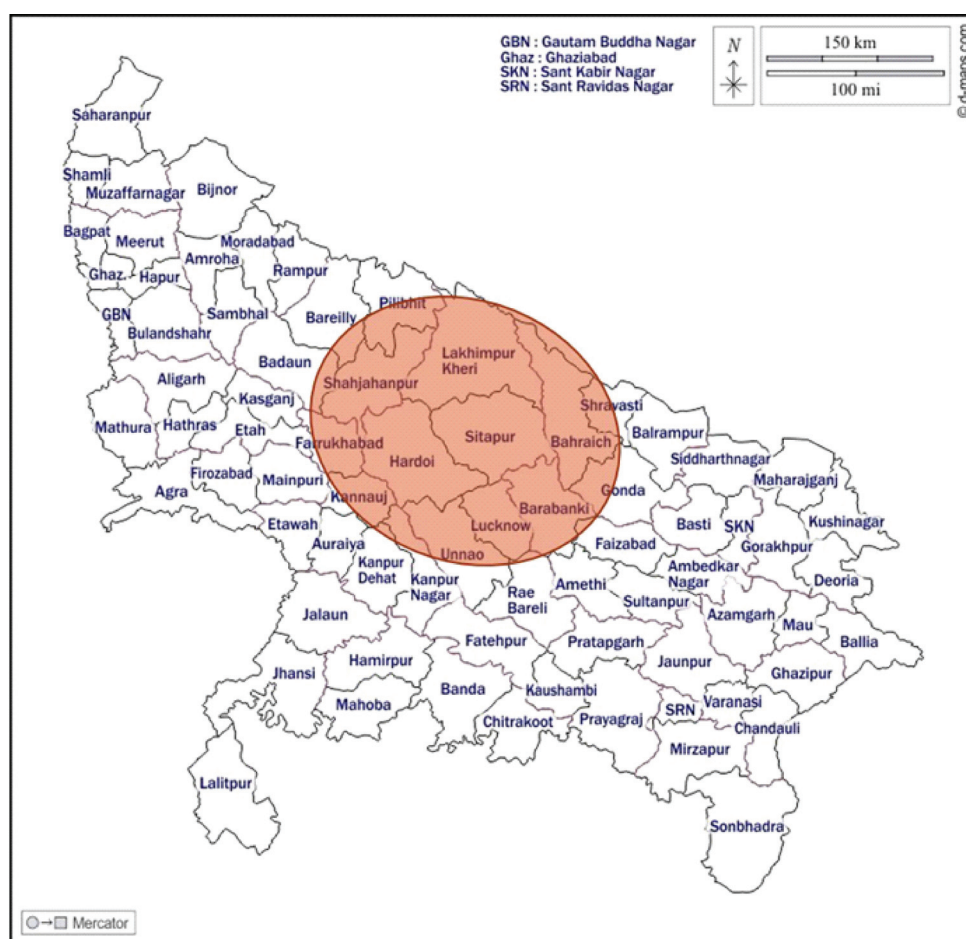 GBN : Gautam Buddha Nagar
Ghaz : Ghaziabad
SKN : Sant Kabir Nagar
SRN : Sant Ravidas Nagar
N
150 km
100 mi
© d-maps.com
Saharanpur
Shamli
Muzaffarnagar
Bijnor
Bagpat
Meerut
Moradabad
Amroha
Rampur
Ghaz.
Hapur
Pilibhit
GBN
Sambhal
Bareilly
Bulandshahr
Lakhimpur
Kheri
Badaun
Aligarh
Shahjahanpur
Kasganj
Shravasti
Mathura
Hathras
Etah
Farrukhabad
Sitapur
Bahraich
Balrampur
Hardoi
Siddharthnagar
Firozabad
Mainpuri
Maharajganj
Agra
Kannauj
Gonda
Barabanki
Etawah
Lucknow
Basti
SKN
Kushinagar
Auraiya
Unnao
Faizabad
Gorakhpur
Kanpur
Dehat
Kanpur
Nagar
Rae
Bareli
Amethi
Ambedkar
Nagar
Deoria
Jalaun
Sultanpur
Azamgarh
Mau
Ballia
Fatehpur
Pratapgarh
Hamirpur
Jaunpur
Jhansi
Ghazipur
Banda
Kaushambi
Mahoba
Chitrakoot
Prayagraj
SRN
Varanasi
Chandauli
Mirzapur
Lalitpur
Sonbhadra
Mercator